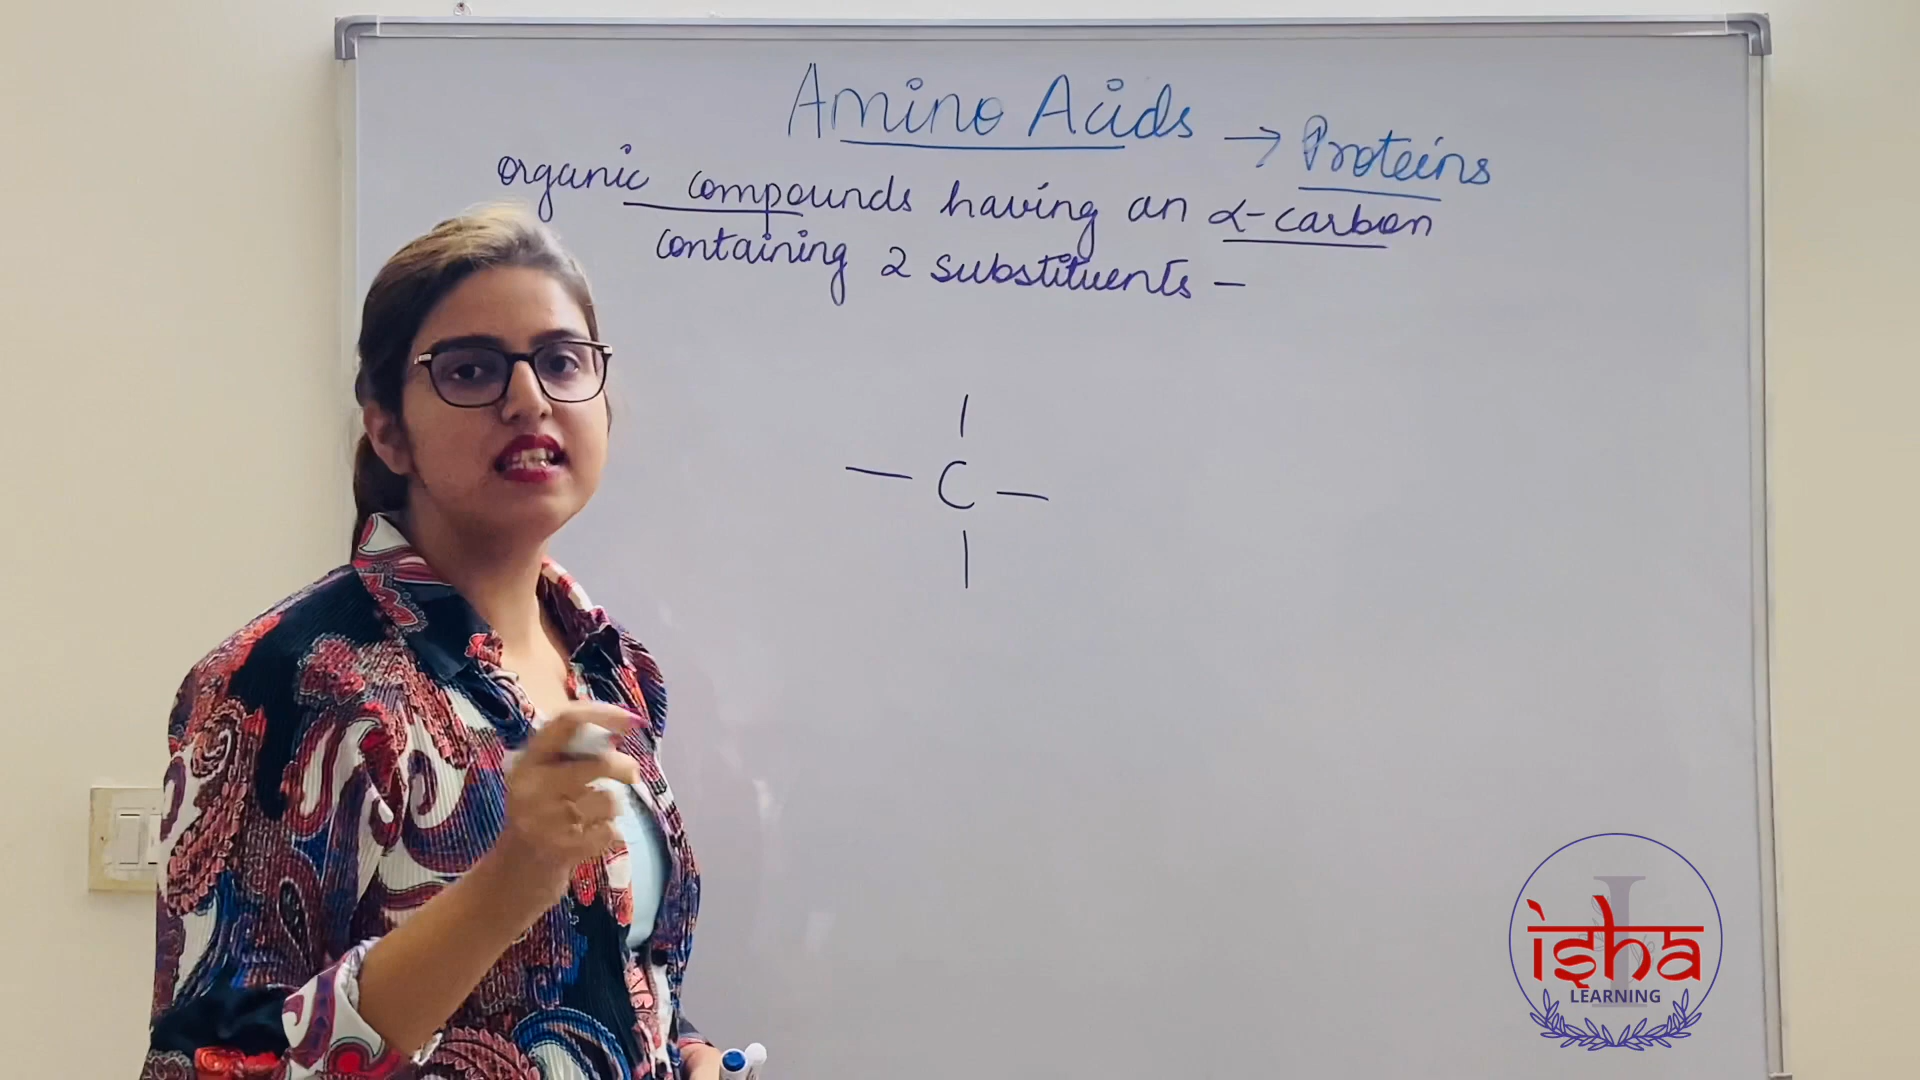 Amino Acids → Proteins
organic compounds having an α-carbon
containing 2 substituents –
C
isha
LEARNING